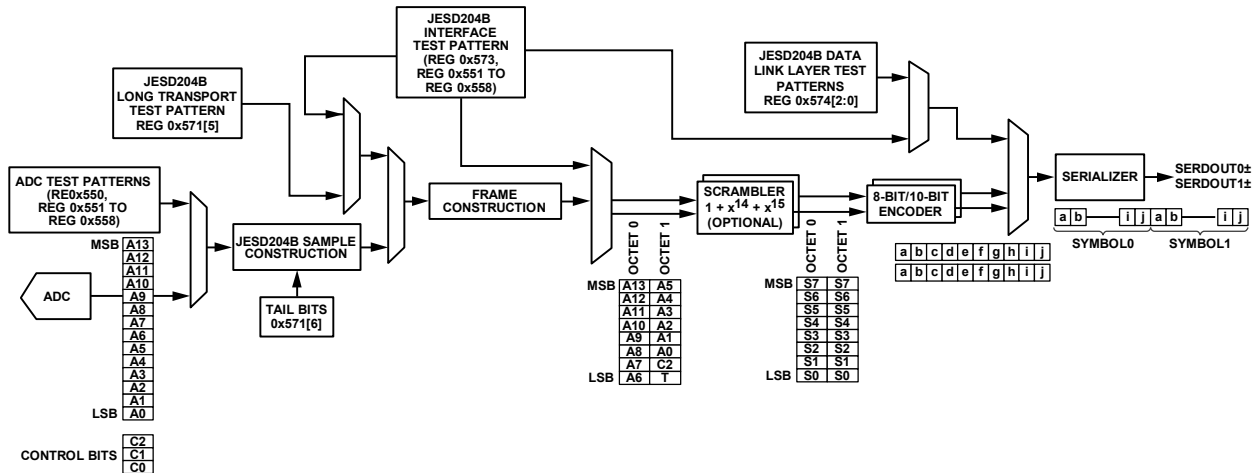 JESD204B
INTERFACE
TEST PATTERN
(REG 0x573,
REG 0x551 TO
REG 0x558)
JESD204B
LONG TRANSPORT
TEST PATTERN
REG 0x571[5]
JESD204B DATA
LINK LAYER TEST
PATTERNS
REG 0x574[2:0]
ADC TEST PATTERNS
(RE0x550,
REG 0x551 TO
REG 0x558)
ADC
MSB A13
A12
A11
A10
A9
A8
A7
A6
A5
A4
A3
A2
A1
LSB A0
C2
CONTROL BITS C1
C0
JESD204B SAMPLE
CONSTRUCTION
TAIL BITS
0x571[6]
FRAME
CONSTRUCTION
OCTET 0
OCTET 1
MSB A13 A5
A12 A4
A11 A3
A10 A2
A9 A1
A8 A0
A7 C2
LSB A6 T
SCRAMBLER
1 + x14 + x15
(OPTIONAL)
OCTET 0
OCTET 1
MSB S7 S7
S6 S6
S5 S5
S4 S4
S3 S3
S2 S2
S1 S1
LSB S0 S0
8-BIT/10-BIT
ENCODER
a b c d e f g h i j
a b c d e f g h i j
SERIALIZER
SERDOUT0±
SERDOUT1±
a b i j a b i j
SYMBOL0 SYMBOL1